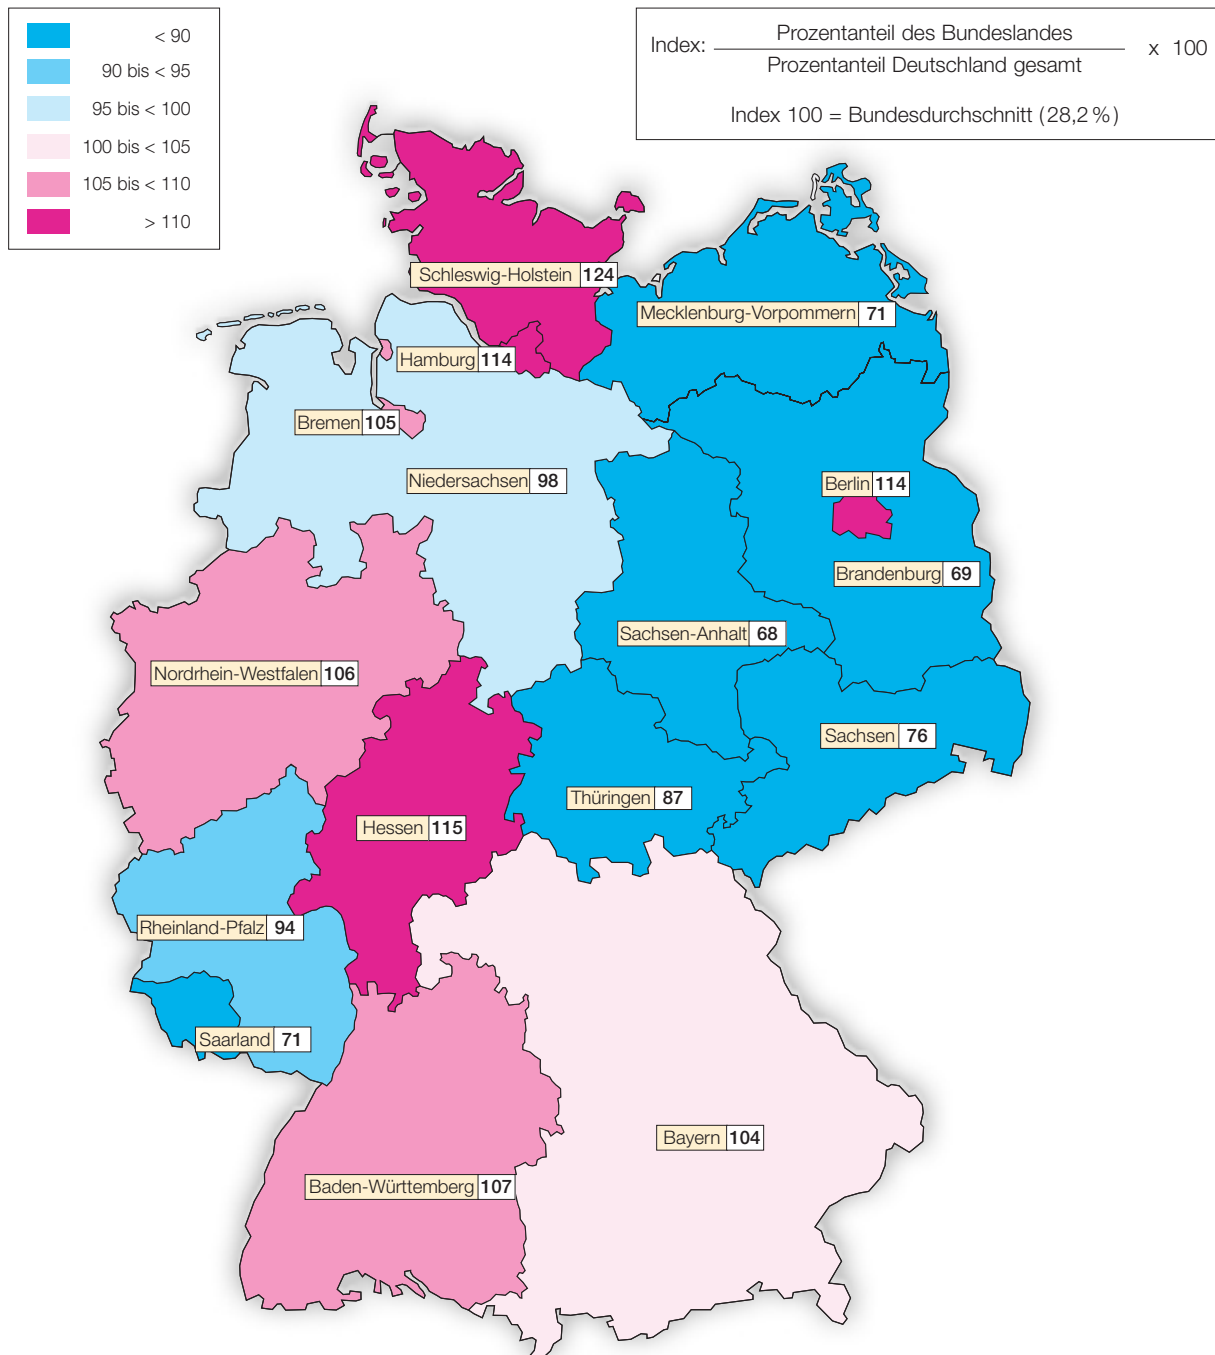 < 90
90 bis < 95
95 bis < 100
100 bis < 105
105 bis < 110
> 110
Index: Prozentanteil des Bundeslandes x 100
Prozentanteil Deutschland gesamt
Index 100 = Bundesdurchschnitt (28,2 %)
Schleswig-Holstein 124
Mecklenburg-Vorpommern 71
Hamburg 114
Bremen 105
Niedersachsen 98
Berlin 114
Brandenburg 69
Sachsen-Anhalt 68
Nordrhein-Westfalen 106
Sachsen 76
Thüringen 87
Hessen 115
Rheinland-Pfalz 94
Saarland 71
Bayern 104
Baden-Württemberg 107